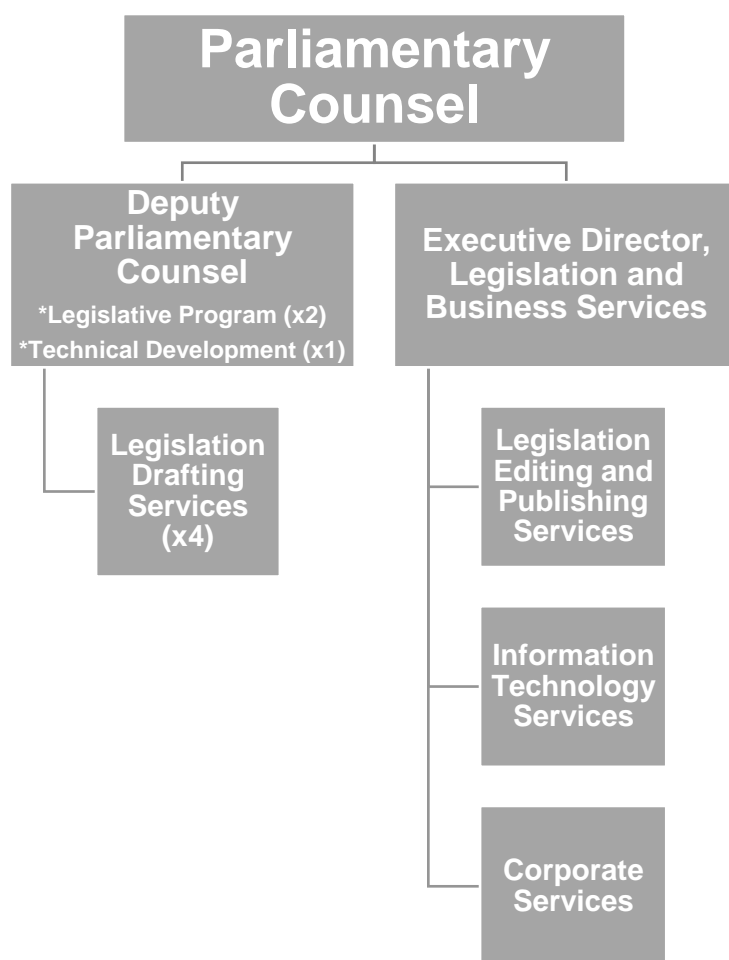 Parliamentary
Counsel
Deputy
Parliamentary
Counsel
*Legislative Program (x2)
*Technical Development (x1)
Executive Director,
Legislation and
Business Services
Legislation
Drafting
Services
(x4)
Legislation
Editing and
Publishing
Services
Information
Technology
Services
Corporate
Services